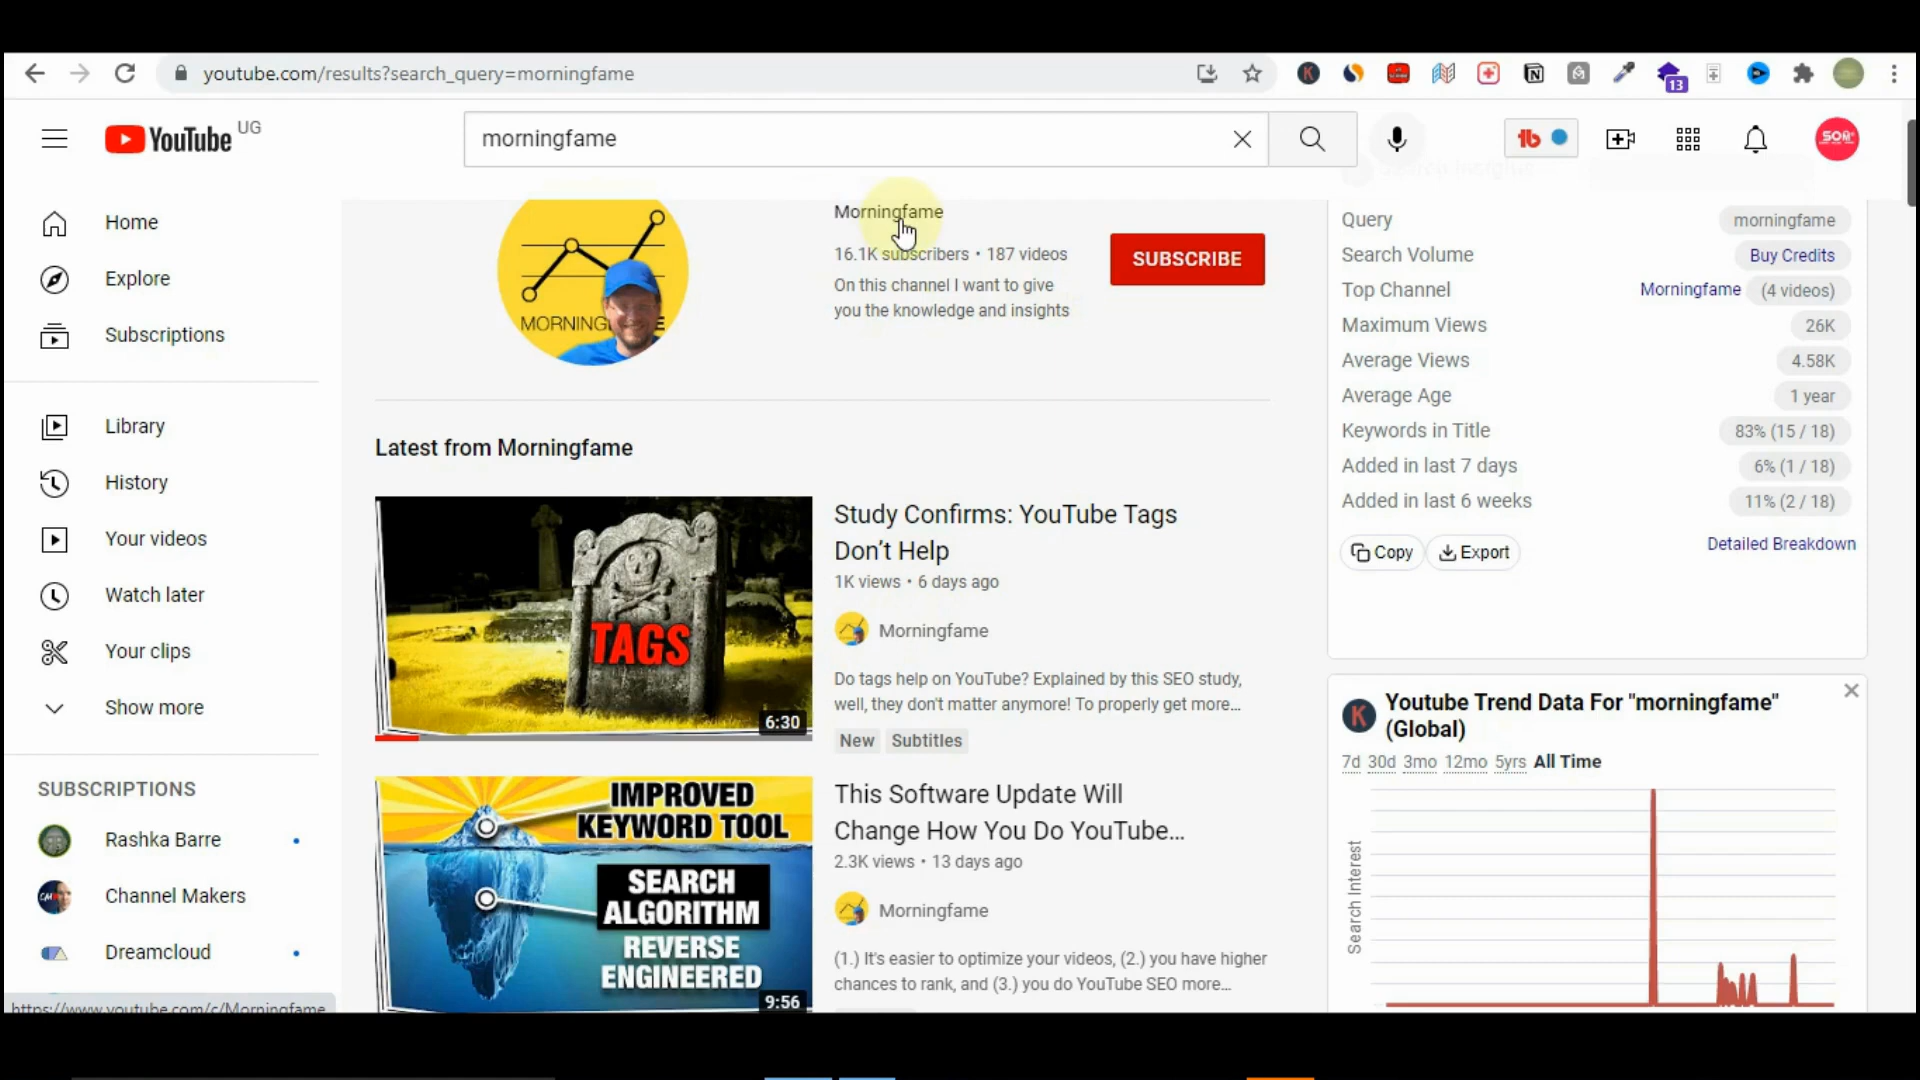 youtube.com/results?search_query=morningfame
13
YouTube UG
morningfame
Home
Explore
Subscriptions
Library
History
Your videos
Watch later
Your clips
Show more
SUBSCRIPTIONS
Rashka Barre
Channel Makers
Dreamcloud
https://www.youtube.com/c/Morningfame
Morningfame
16.1K subscribers • 187 videos
On this channel I want to give
you the knowledge and insights
SUBSCRIBE
Latest from Morningfame
TAGS
6:30
Study Confirms: YouTube Tags
Don't Help
1K views • 6 days ago
Morningfame
Do tags help on YouTube? Explained by this SEO study,
well, they don't matter anymore! To properly get more...
New Subtitles
IMPROVED
KEYWORD TOOL
SEARCH
ALGORITHM
REVERSE
ENGINEERED
9:56
This Software Update Will
Change How You Do YouTube...
2.3K views • 13 days ago
Morningfame
(1.) It's easier to optimize your videos, (2.) you have higher
chances to rank, and (3.) you do YouTube SEO more...
Query morningfame
Search Volume Buy Credits
Top Channel Morningfame (4 videos)
Maximum Views 26K
Average Views 4.58K
Average Age 1 year
Keywords in Title 83% (15 / 18)
Added in last 7 days 6% (1 / 18)
Added in last 6 weeks 11% (2 / 18)
Copy Export
Detailed Breakdown
K
Youtube Trend Data For "morningfame"
(Global)
7d 30d 3mo 12mo 5yrs All Time
Search Interest